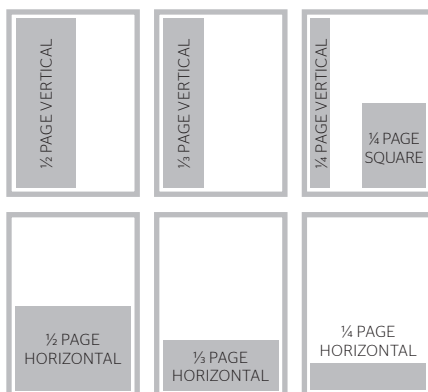 ½ PAGE VERTICAL
⅓ PAGE VERTICAL
¼ PAGE VERTICAL
¼ PAGE
SQUARE
½ PAGE
HORIZONTAL
⅓ PAGE
HORIZONTAL
¼ PAGE
HORIZONTAL